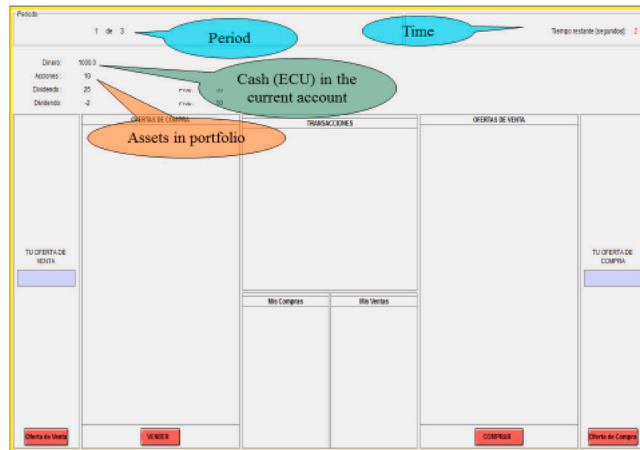 Periodo
1 de 3
Period
Time
Tiempo restante [segundos]: 2
Dinero: 1000.0
Acciones: 10
Dividendo: 25
Dividendo: -2 50
Cash (ECU) in the
current account
Assets in portfolio
OFERTAS DE COMPRA
TRANSACCIONES
OFERTAS DE VENTA
TU OFERTA DE
VENTA
TU OFERTA DE
COMPRA
Mis Compras
Mis Ventas
Oferta de Venta
VENDER
COMPRAR
Oferta de Compra